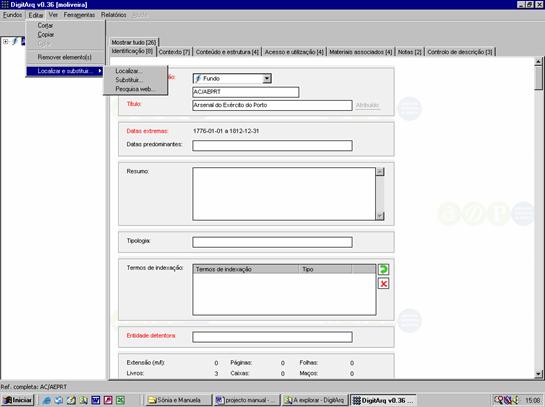 DigitArq v0.36 [moliveira]
Fundos Editar Ver Ferramentas Relatórios Ajuda
Cortar
Copiar
Colar
Remover elemento(s)
Localizar e substituir...
Localizar...
Substituir...
Pesquisa web...
Mostrar tudo [26]
Identificação [8] Contexto [7] Conteúdo e estrutura [4] Acesso e utilização [4] Materiais associados [4] Notas [2] Controlo de descrição [3]
Fundo
AC/AEPRT
Título: Arsenal do Exército do Porto Atribuído
Datas extremas: 1776-01-01 a 1812-12-31
Datas predominantes:
Resumo:
Tipologia:
Termos de indexação: Termos de indexação Tipo
Entidade detentora:
Extensão (m/l): 0 Páginas: 0 Folhas: 0
Livros: 3 Caixas: 0 Maços: 0
Ref. completa: AC/AEPRT
Iniciar Sónia e Manuela projecto manual - ... A explorar - DigitArq DigitArq v0.36 ... 15:08